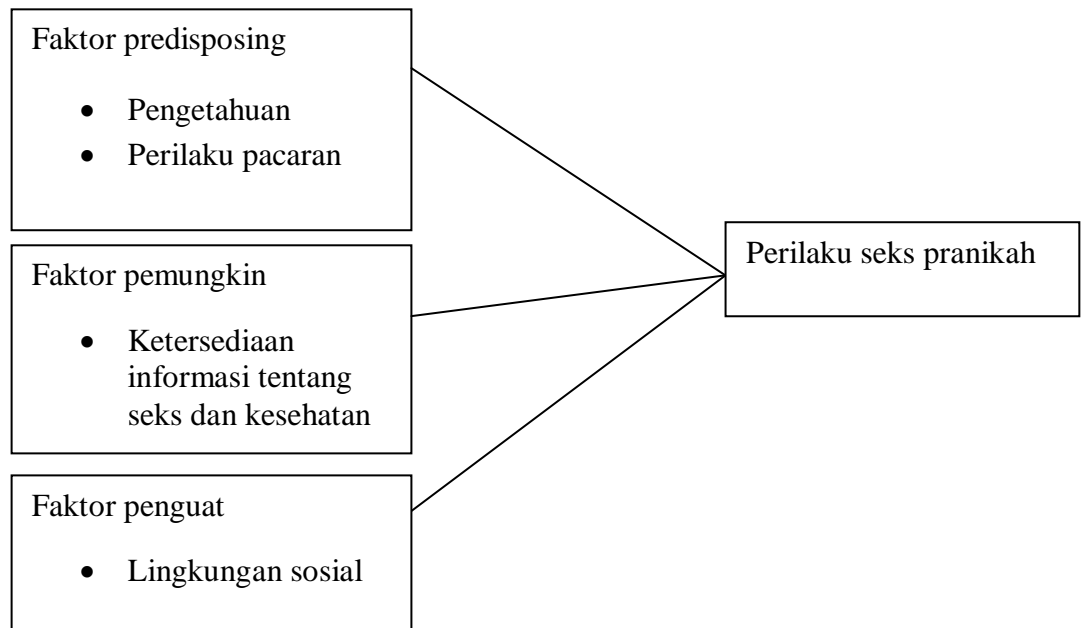 Faktor predisposing
• Pengetahuan
• Perilaku pacaran
Faktor pemungkin
• Ketersediaan
informasi tentang
seks dan kesehatan
Faktor penguat
• Lingkungan sosial
Perilaku seks pranikah